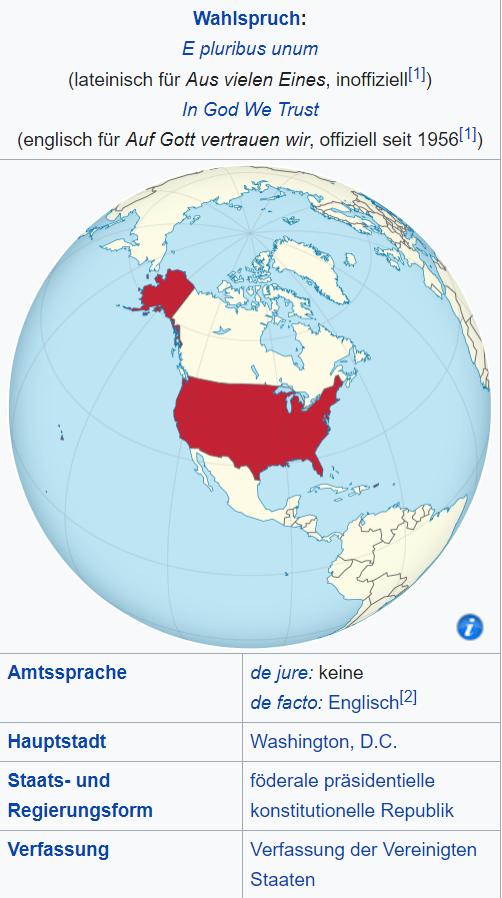 Wahlspruch:
E pluribus unum
(lateinisch für Aus vielen Eines, inoffiziell[1])
In God We Trust
(englisch für Auf Gott vertrauen wir, offiziell seit 1956[1])
i
Amtssprache
de jure: keine
de facto: Englisch[2]
Hauptstadt
Washington, D.C.
Staats- und
Regierungsform
föderale präsidentielle
konstitutionelle Republik
Verfassung
Verfassung der Vereinigten
Staaten